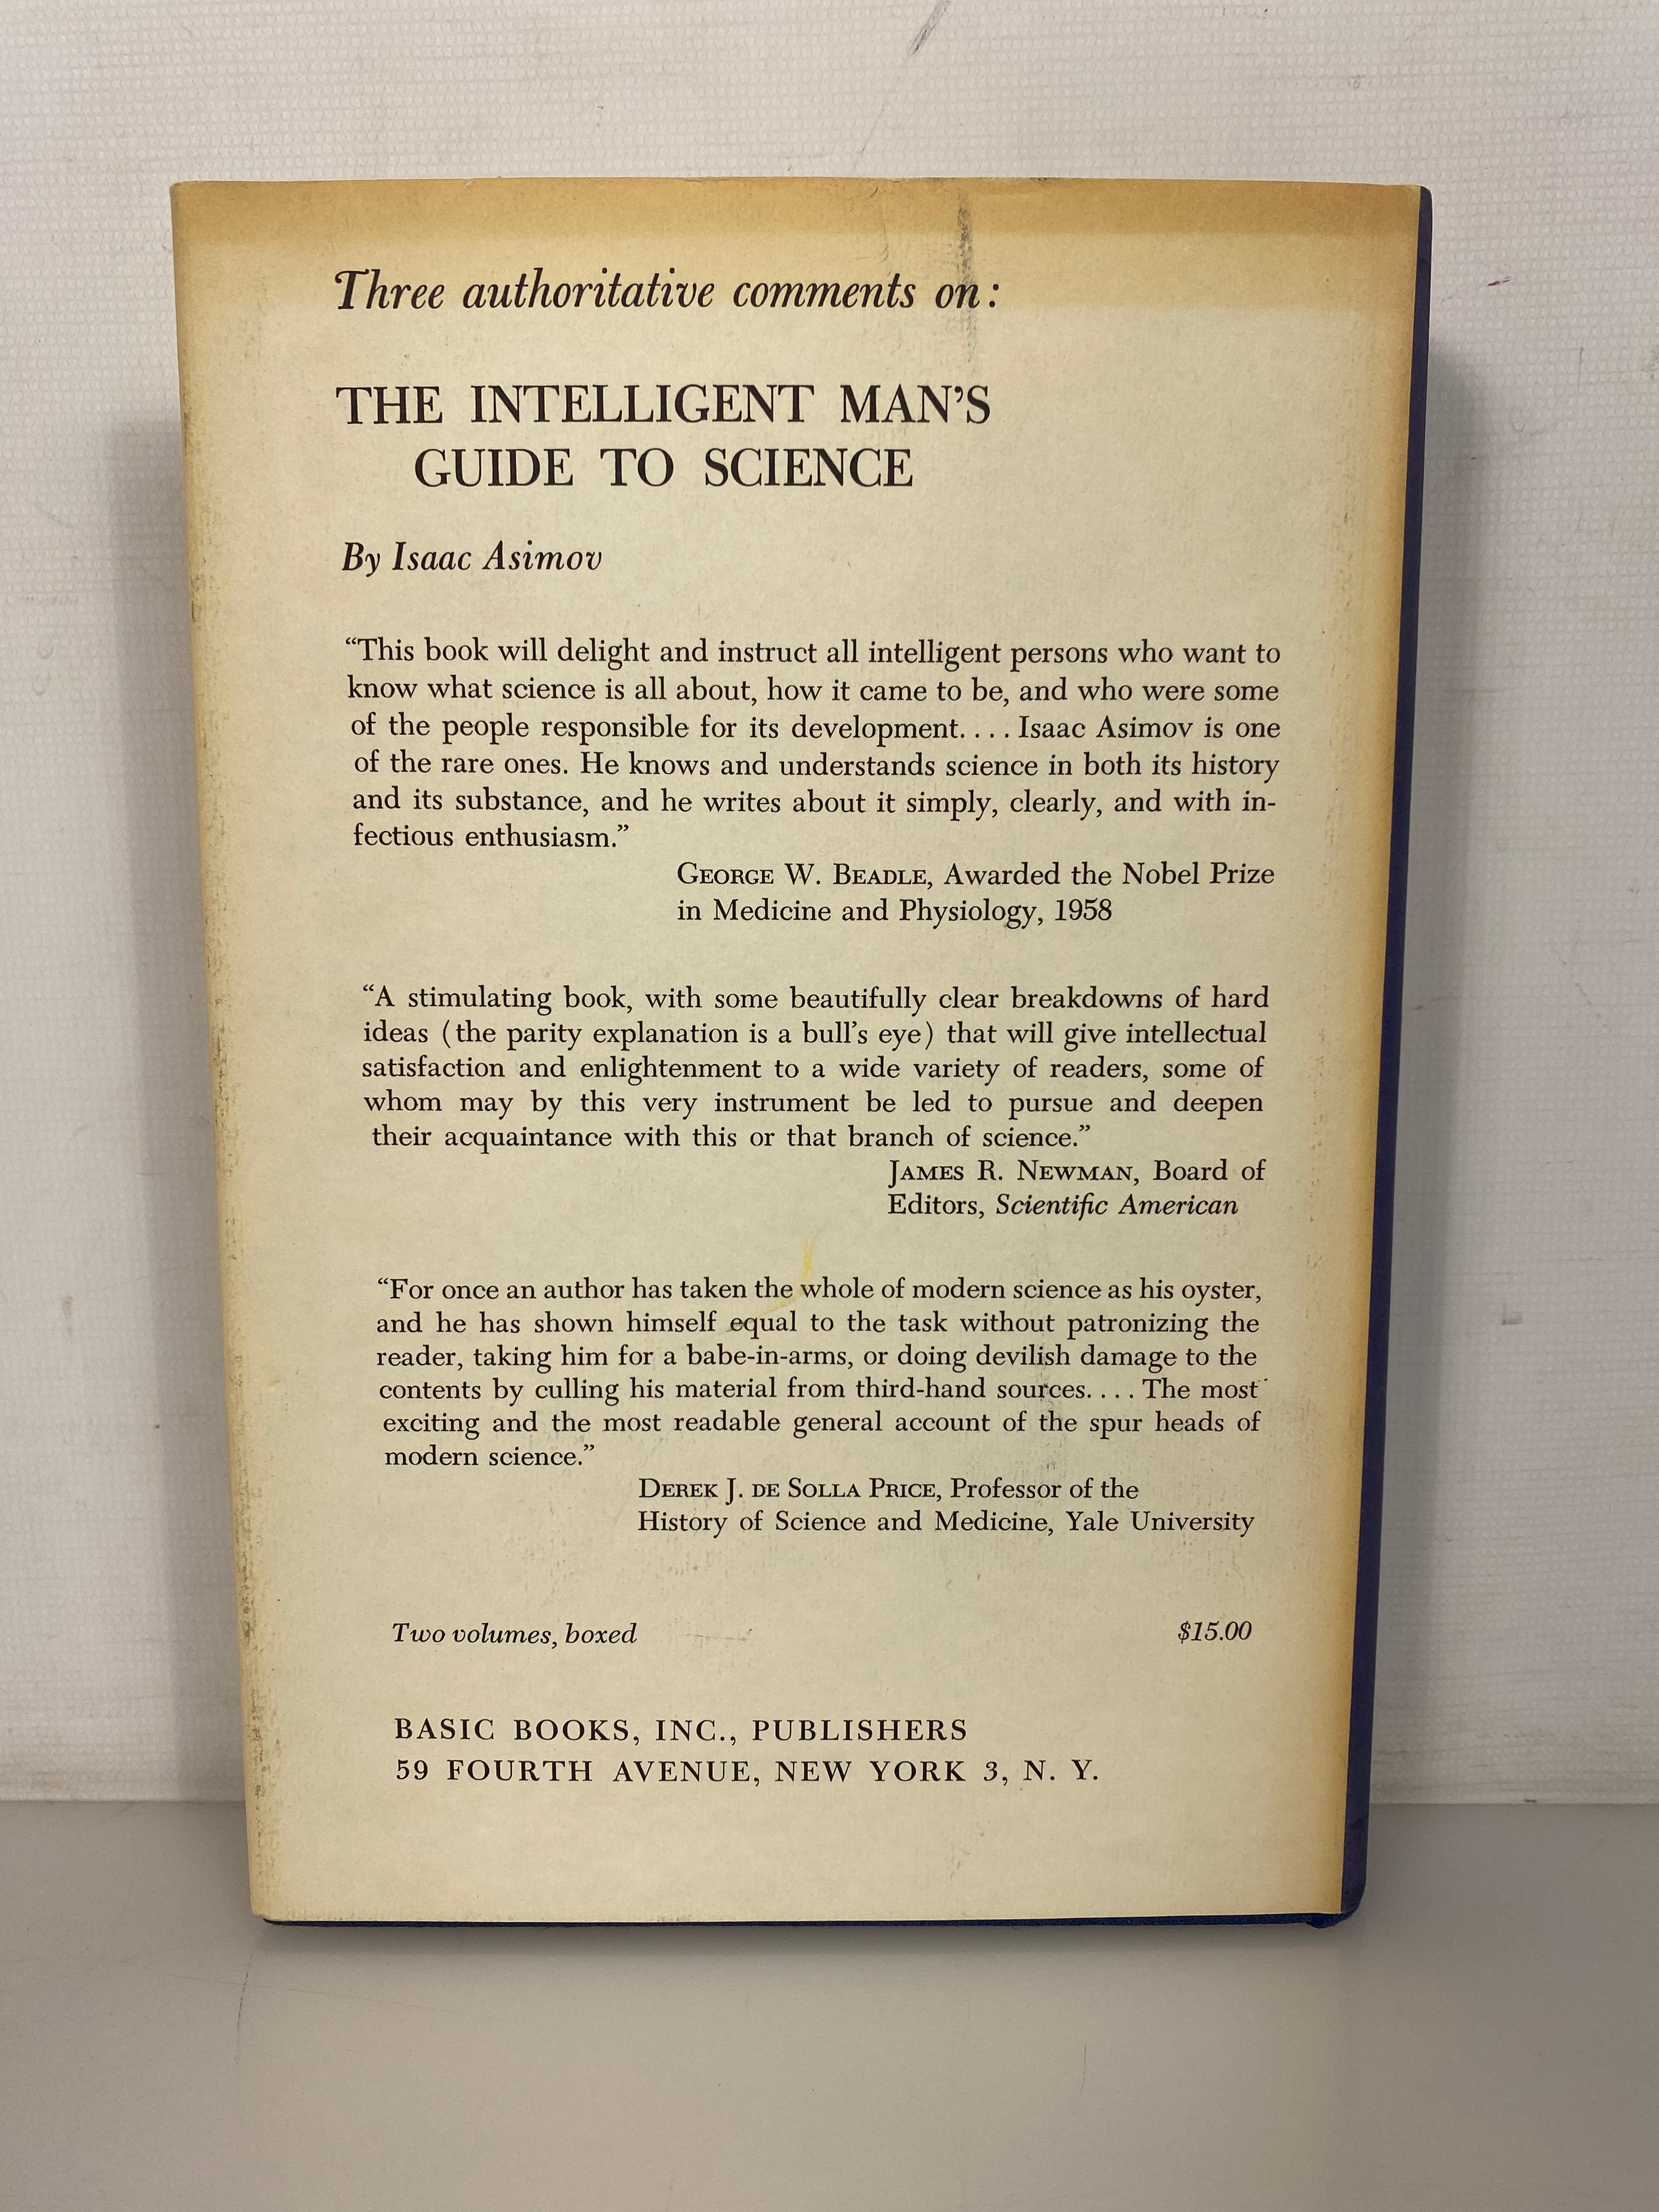 Three authoritative comments on:
THE INTELLIGENT MAN’S
GUIDE TO SCIENCE
By Isaac Asimov
“This book will delight and instruct all intelligent persons who want to
know what science is all about, how it came to be, and who were some
of the people responsible for its development. . . . Isaac Asimov is one
of the rare ones. He knows and understands science in both its history
and its substance, and he writes about it simply, clearly, and with in-
fectious enthusiasm.”
GEORGE W. BEADLE, Awarded the Nobel Prize
in Medicine and Physiology, 1958
“A stimulating book, with some beautifully clear breakdowns of hard
ideas (the parity explanation is a bull’s eye) that will give intellectual
satisfaction and enlightenment to a wide variety of readers, some of
whom may by this very instrument be led to pursue and deepen
their acquaintance with this or that branch of science.”
JAMES R. NEWMAN, Board of
Editors, Scientific American
“For once an author has taken the whole of modern science as his oyster,
and he has shown himself equal to the task without patronizing the
reader, taking him for a babe-in-arms, or doing devilish damage to the
contents by culling his material from third-hand sources. . . . The most
exciting and the most readable general account of the spur heads of
modern science.”
DEREK J. DE SOLLA PRICE, Professor of the
History of Science and Medicine, Yale University
Two volumes, boxed $15.00
BASIC BOOKS, INC., PUBLISHERS
59 FOURTH AVENUE, NEW YORK 3, N. Y.